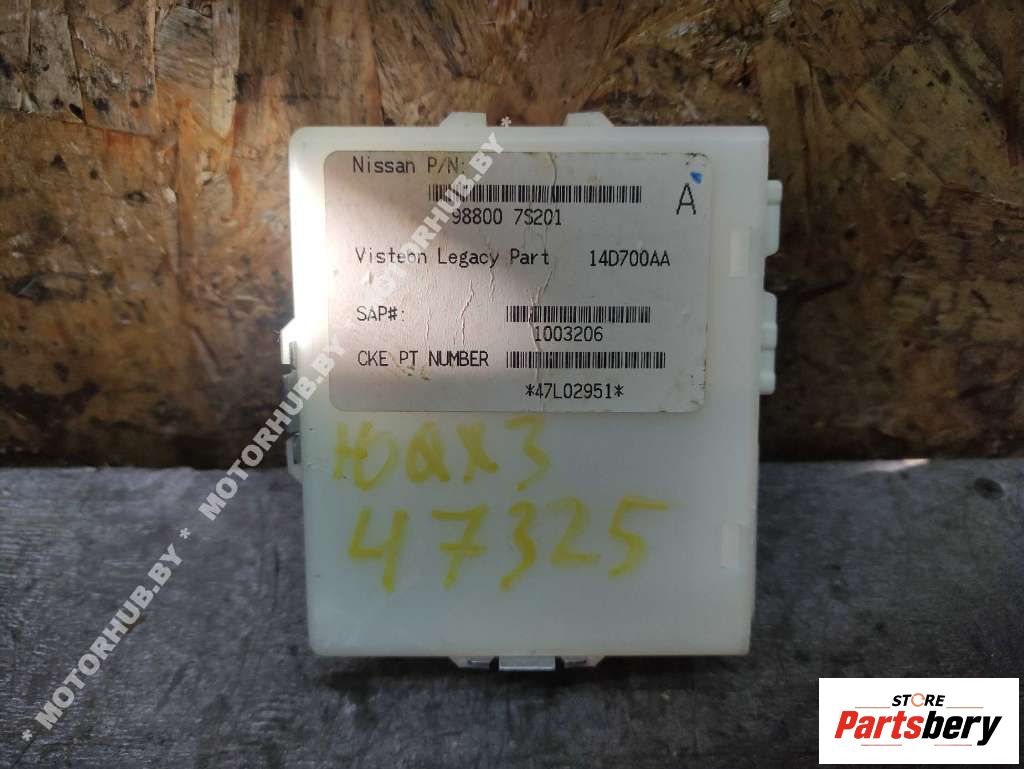 Nissan P/N:
A
98800 7S201
Visteon Legacy Part 14D700AA
SAP#:
1003206
CKE PT NUMBER
*47L02951*
ЮQX3
47325
* MOTORHUB.BY * MOTORHUB.BY * MOTORHUB.BY *
STORE
Partsbery